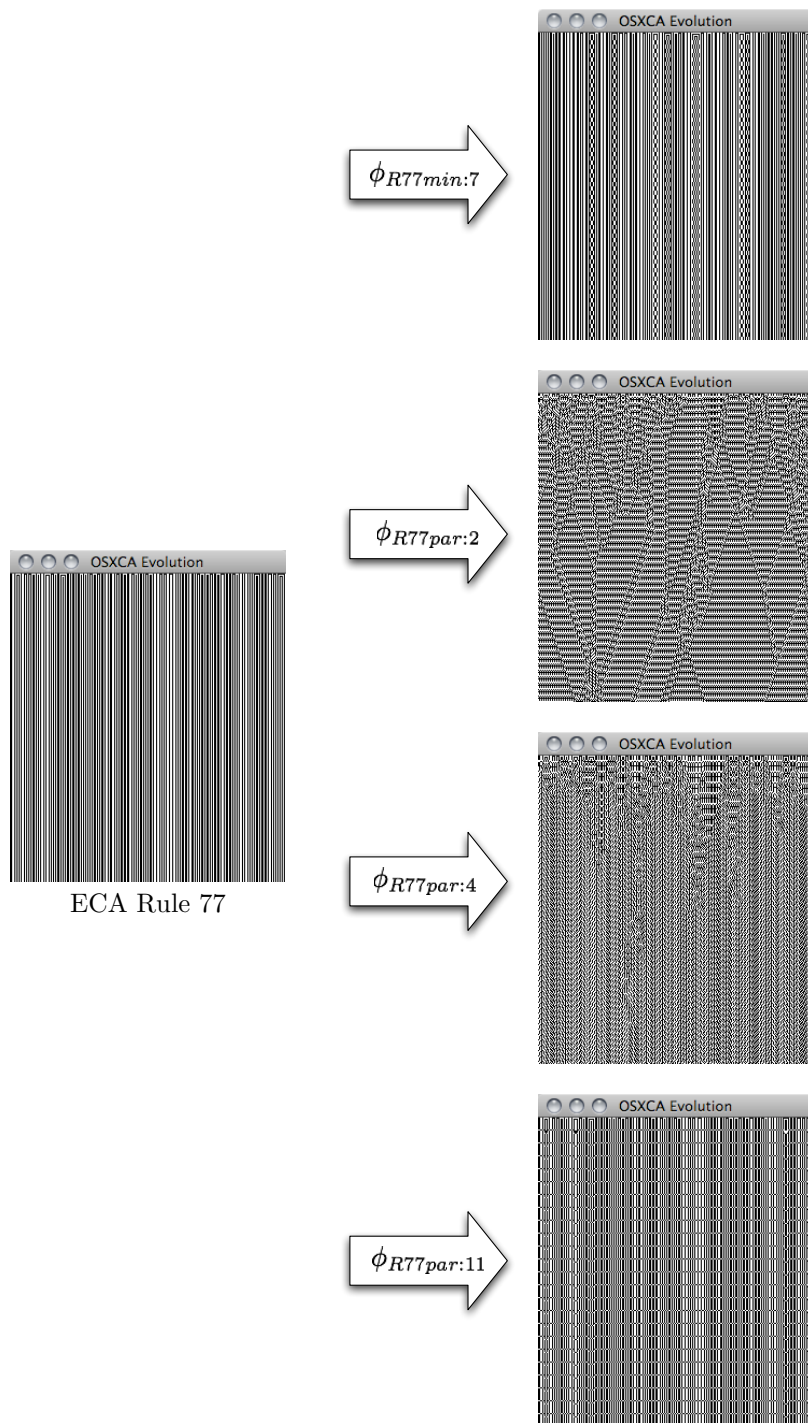 OSXCA Evolution
ϕR77min:7
OSXCA Evolution
ϕR77par:2
OSXCA Evolution
ECA Rule 77
OSXCA Evolution
ϕR77par:4
OSXCA Evolution
ϕR77par:11